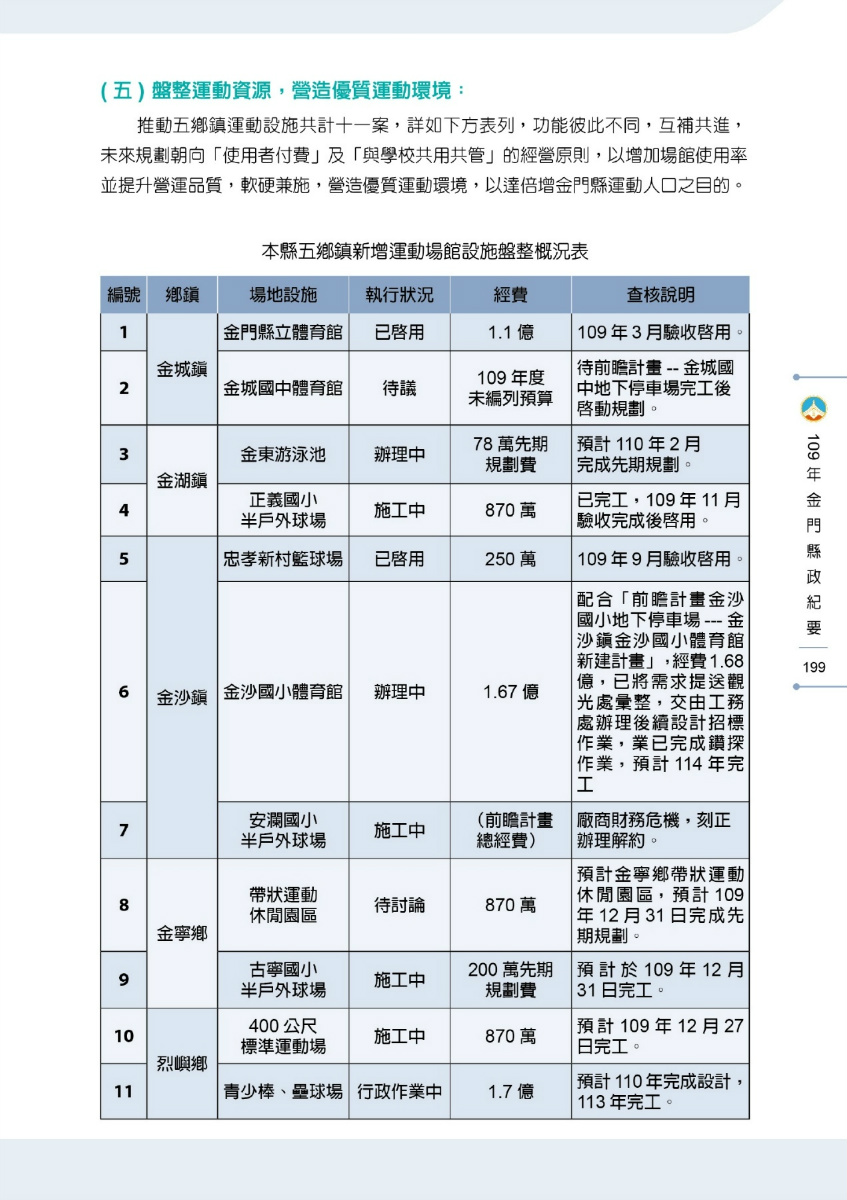 (五)盤整運動資源，營造優質運動環境：
推動五鄉鎮運動設施共計十一案，詳如下方表列，功能彼此不同，互補共進，
未來規劃朝向「使用者付費」及「與學校共用共管」的經營原則，以增加場館使用率
並提升營運品質，軟硬兼施，營造優質運動環境，以達倍增金門縣運動人口之目的。
本縣五鄉鎮新增運動場館設施盤整概況表
編號 鄉鎮 場地設施 執行狀況 經費 查核說明
1 金城鎮 金門縣立體育館 已啓用 1.1 億 109 年 3 月驗收啓用。
2 金城國中體育館 待議 109 年度
未編列預算 待前瞻計畫 -- 金城國
中地下停車場完工後
啓動規劃。
3 金湖鎮 金東游泳池 辦理中 78 萬先期
規劃費 預計 110 年 2 月
完成先期規劃。
4 正義國小
半戶外球場 施工中 870 萬 已完工，109 年 11 月
驗收完成後啓用。
5 金沙鎮 忠孝新村籃球場 已啓用 250 萬 109 年 9 月驗收啓用。
6 金沙國小體育館 辦理中 1.67 億 配合「前瞻計畫金沙
國小地下停車場 --- 金
沙鎮金沙國小體育館
新建計畫」，經費 1.68
億，已將需求提送觀
光處彙整，交由工務
處辦理後續設計招標
作業，業已完成鑽探
作業，預計 114 年完
工
7 安瀾國小
半戶外球場 施工中 （前瞻計畫
總經費） 廠商財務危機，刻正
辦理解約。
8 金寧鄉 帶狀運動
休閒園區 待討論 870 萬 預計金寧鄉帶狀運動
休閒園區，預計 109
年 12 月 31 日完成先
期規劃。
9 古寧國小
半戶外球場 施工中 200 萬先期
規劃費 預計於 109 年 12 月
31 日完工。
10 烈嶼鄉 400 公尺
標準運動場 施工中 870 萬 預計 109 年 12 月 27
日完工。
11 青少棒、壘球場 行政作業中 1.7 億 預計 110 年完成設計，
113 年完工。
109年金門縣政紀要
199